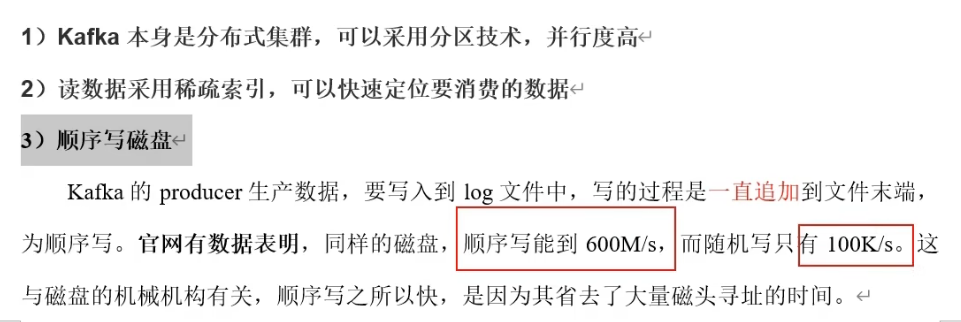 1）Kafka 本身是分布式集群，可以采用分区技术，并行度高↵
2）读数据采用稀疏索引，可以快速定位要消费的数据↵
3）顺序写磁盘↵
Kafka 的 producer 生产数据，要写入到 log 文件中，写的过程是一直追加到文件末端，
为顺序写。官网有数据表明，同样的磁盘，顺序写能到 600M/s，而随机写只有 100K/s。这
与磁盘的机械机构有关，顺序写之所以快，是因为其省去了大量磁头寻址的时间。↵